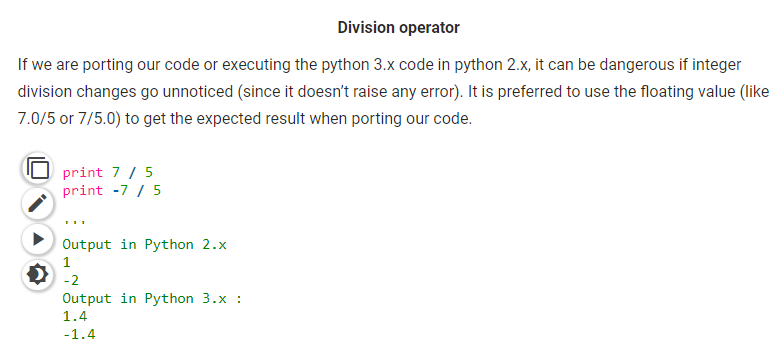 Division operator
If we are porting our code or executing the python 3.x code in python 2.x, it can be dangerous if integer
division changes go unnoticed (since it doesn’t raise any error). It is preferred to use the floating value (like
7.0/5 or 7/5.0) to get the expected result when porting our code.
print 7 / 5
print -7 / 5
'''
Output in Python 2.x
1
-2
Output in Python 3.x :
1.4
-1.4